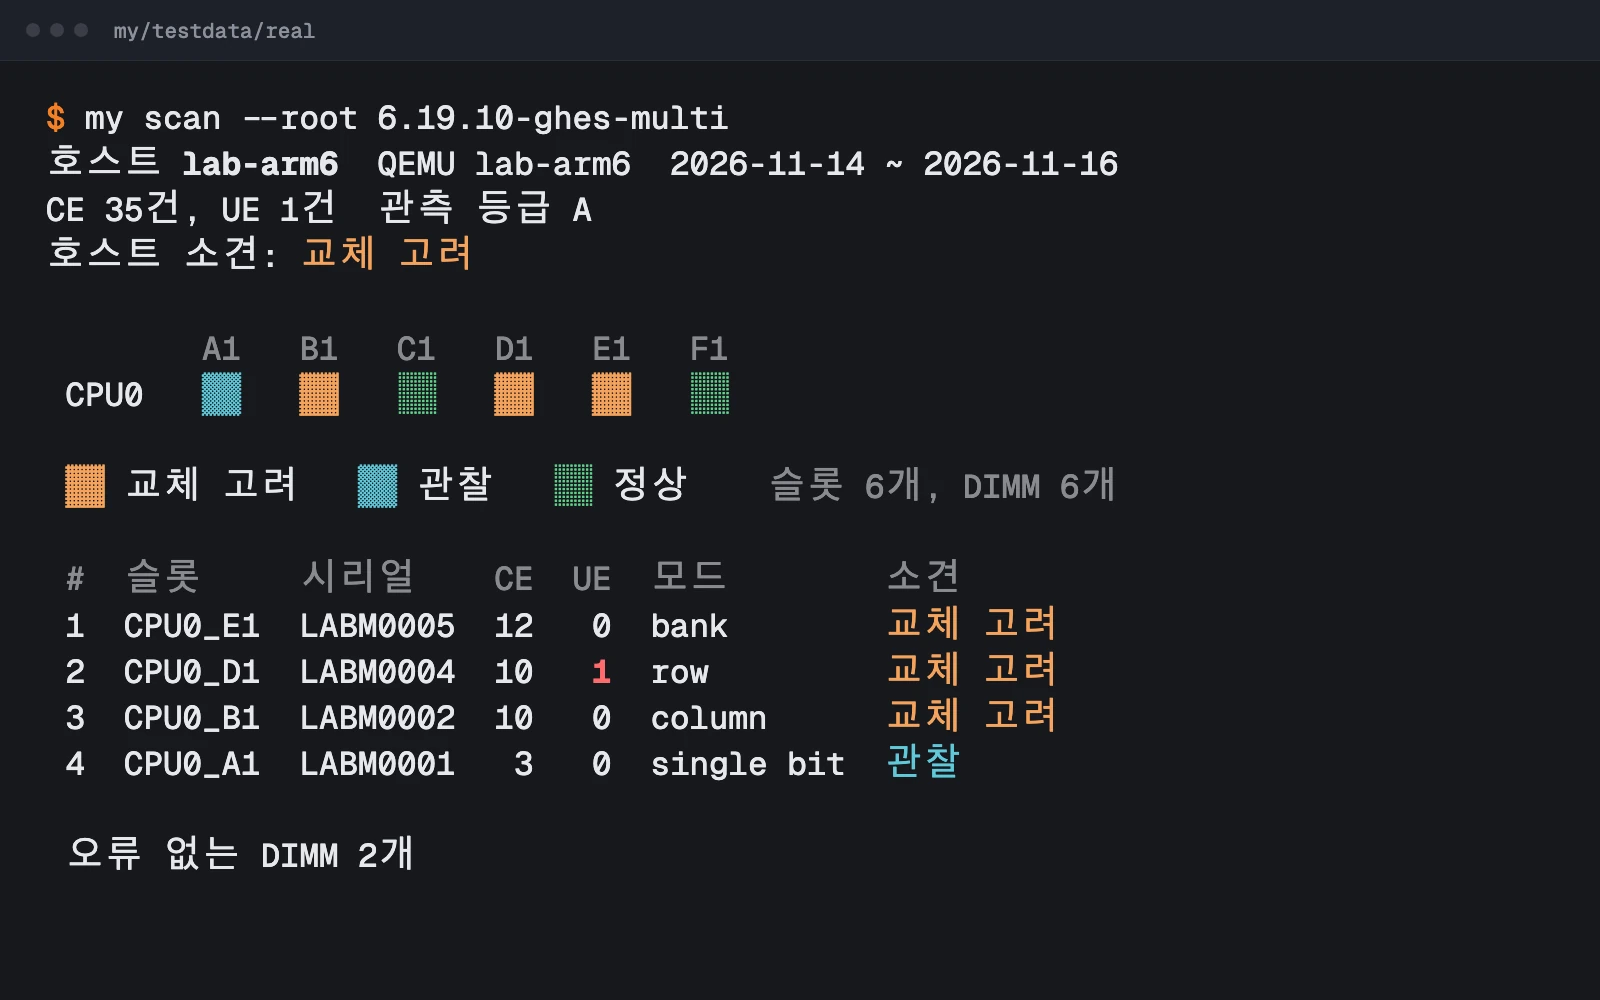 my/testdata/real
$ my scan --root 6.19.10-ghes-multi
호스트 lab-arm6 QEMU lab-arm6 2026-11-14 ~ 2026-11-16
CE 35건, UE 1건 관측 등급 A
호스트 소견: 교체 고려
A1 B1 C1 D1 E1 F1
CPU0
교체 고려 관찰 정상 슬롯 6개, DIMM 6개
# 슬롯 시리얼 CE UE 모드 소견
1 CPU0_E1 LABM0005 12 0 bank 교체 고려
2 CPU0_D1 LABM0004 10 1 row 교체 고려
3 CPU0_B1 LABM0002 10 0 column 교체 고려
4 CPU0_A1 LABM0001 3 0 single bit 관찰
오류 없는 DIMM 2개